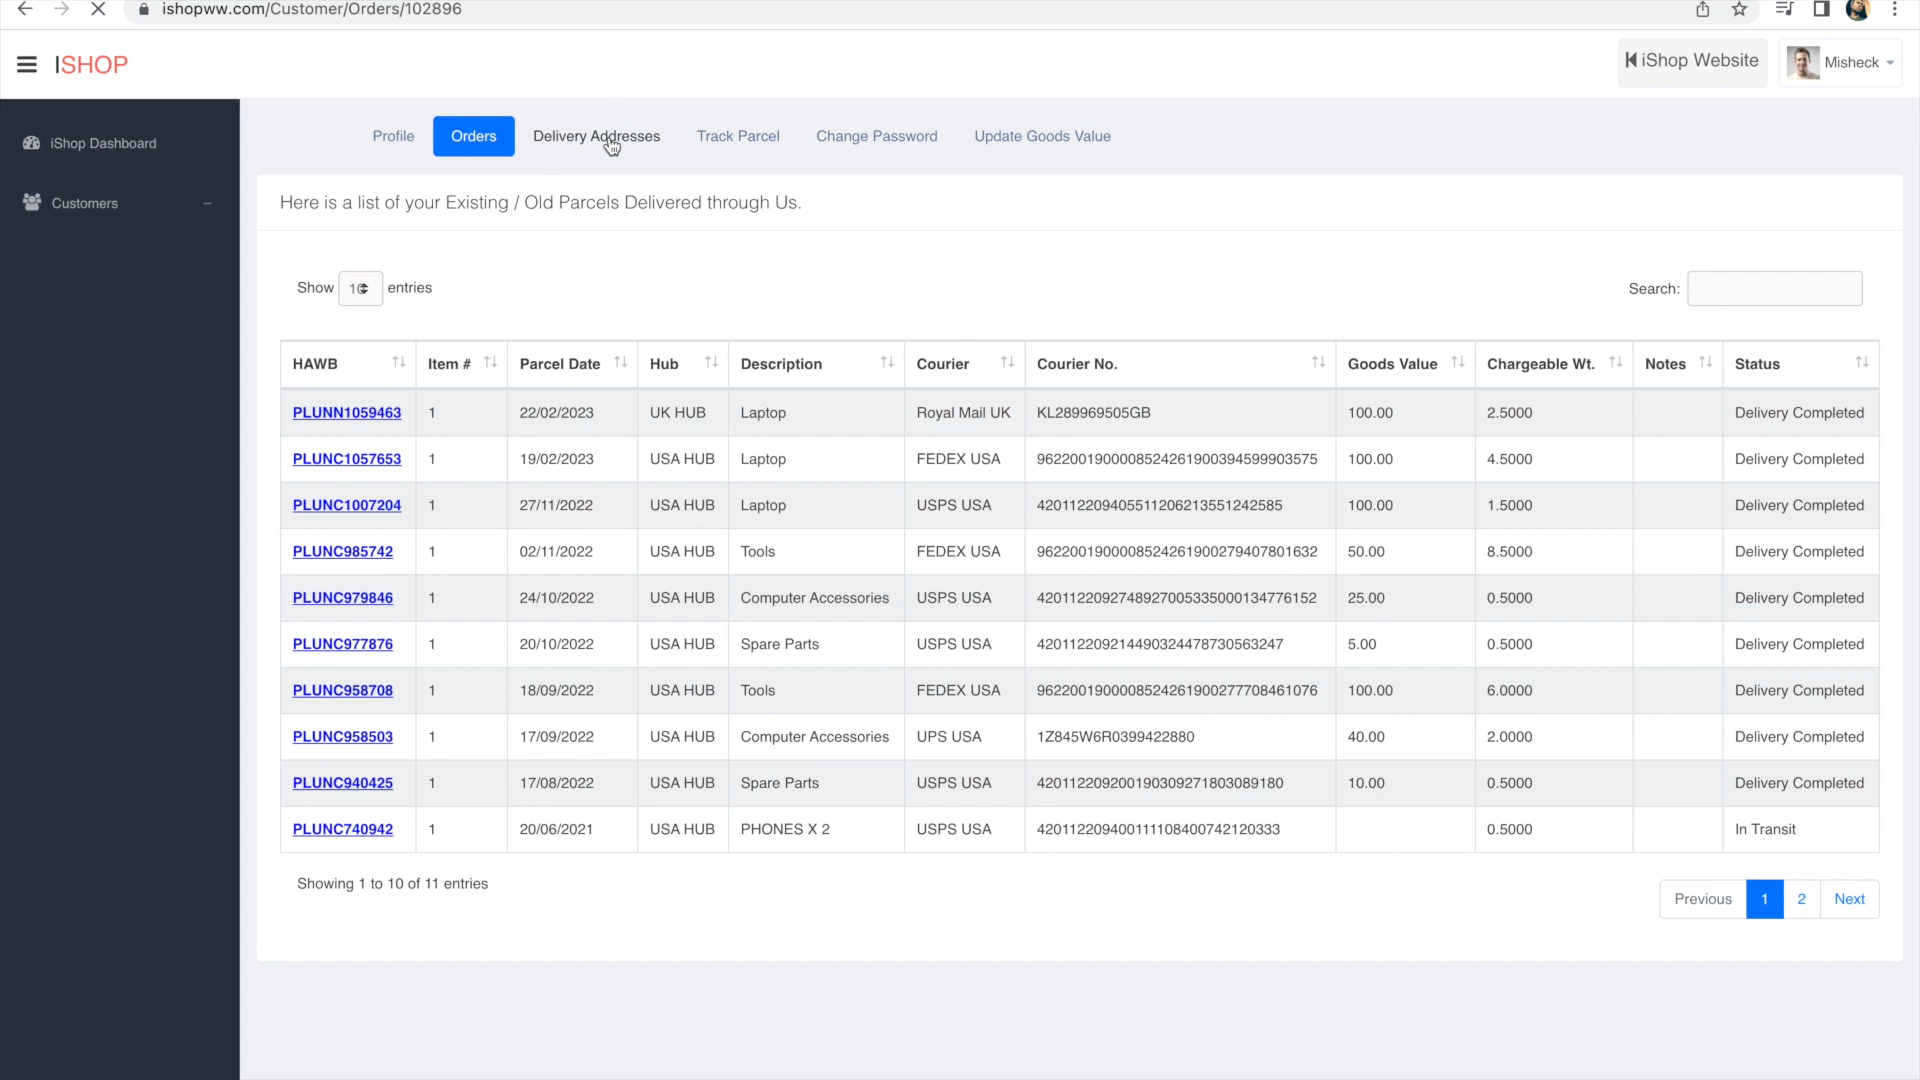 ishopww.com/Customer/Orders/102896
ISHOP
iShop Website
Misheck
iShop Dashboard
Customers
Profile Orders Delivery Addresses Track Parcel Change Password Update Goods Value
Here is a list of your Existing / Old Parcels Delivered through Us.
Show 10 entries
Search:
HAWB Item # Parcel Date Hub Description Courier Courier No. Goods Value Chargeable Wt. Notes Status
PLUNN1059463 1 22/02/2023 UK HUB Laptop Royal Mail UK KL289969505GB 100.00 2.5000 Delivery Completed
PLUNC1057653 1 19/02/2023 USA HUB Laptop FEDEX USA 9622001900008524261900394599903575 100.00 4.5000 Delivery Completed
PLUNC1007204 1 27/11/2022 USA HUB Laptop USPS USA 420112209405511206213551242585 100.00 1.5000 Delivery Completed
PLUNC985742 1 02/11/2022 USA HUB Tools FEDEX USA 9622001900008524261900279407801632 50.00 8.5000 Delivery Completed
PLUNC979846 1 24/10/2022 USA HUB Computer Accessories USPS USA 4201122092748927005335000134776152 25.00 0.5000 Delivery Completed
PLUNC977876 1 20/10/2022 USA HUB Spare Parts USPS USA 420112209214490324478730563247 5.00 0.5000 Delivery Completed
PLUNC958708 1 18/09/2022 USA HUB Tools FEDEX USA 9622001900008524261900277708461076 100.00 6.0000 Delivery Completed
PLUNC958503 1 17/09/2022 USA HUB Computer Accessories UPS USA 1Z845W6R0399422880 40.00 2.0000 Delivery Completed
PLUNC940425 1 17/08/2022 USA HUB Spare Parts USPS USA 420112209200190309271803089180 10.00 0.5000 Delivery Completed
PLUNC740942 1 20/06/2021 USA HUB PHONES X 2 USPS USA 420112209400111108400742120333 0.5000 In Transit
Showing 1 to 10 of 11 entries
Previous 1 2 Next